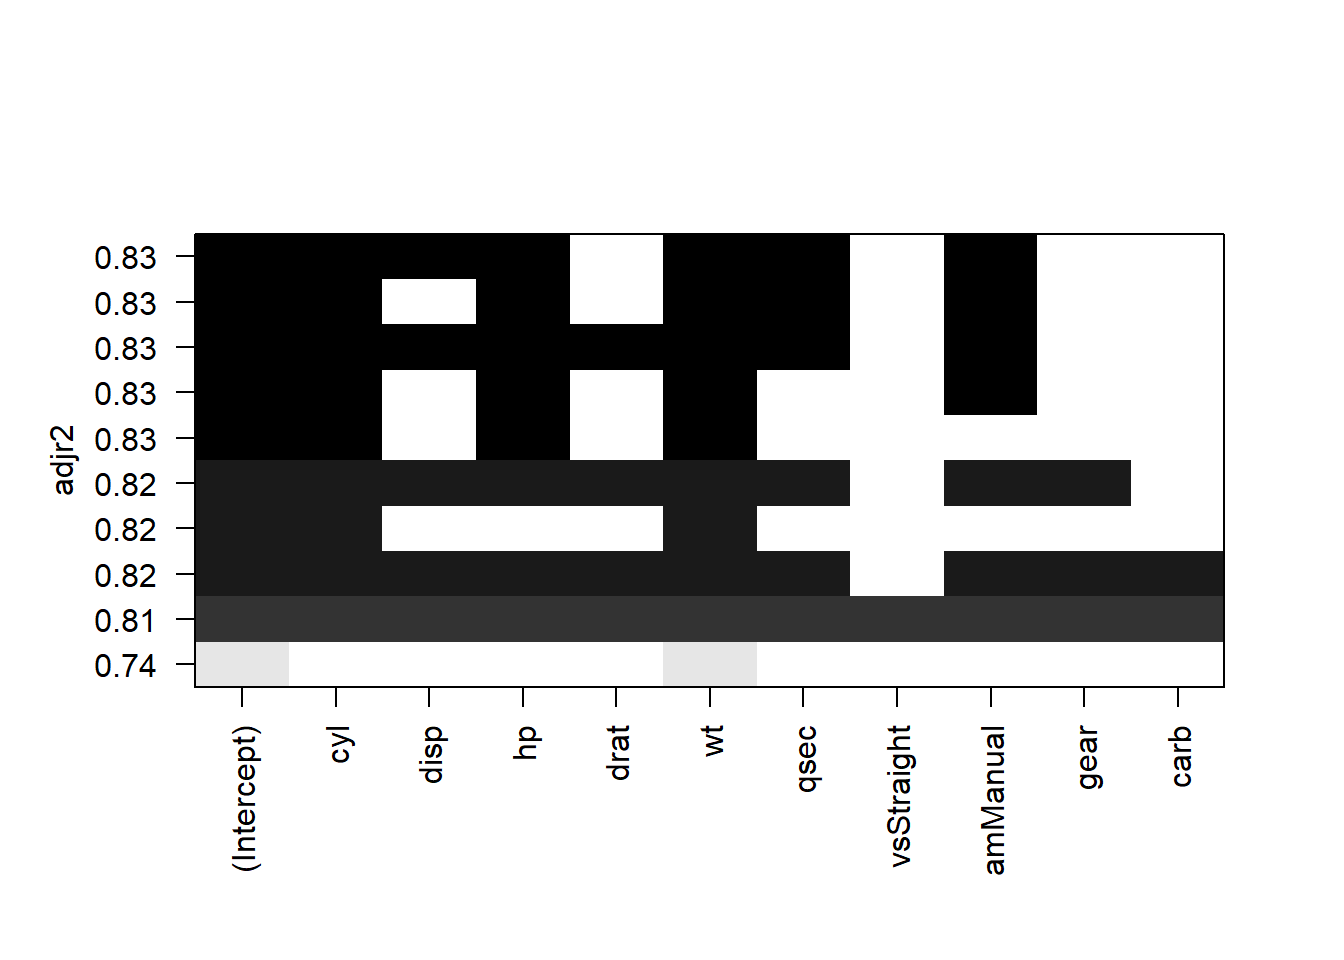 adjr2
0.83
0.83
0.83
0.83
0.83
0.82
0.82
0.82
0.81
0.74
(Intercept)
cyl
disp
hp
drat
wt
qsec
vsStraight
amManual
gear
carb